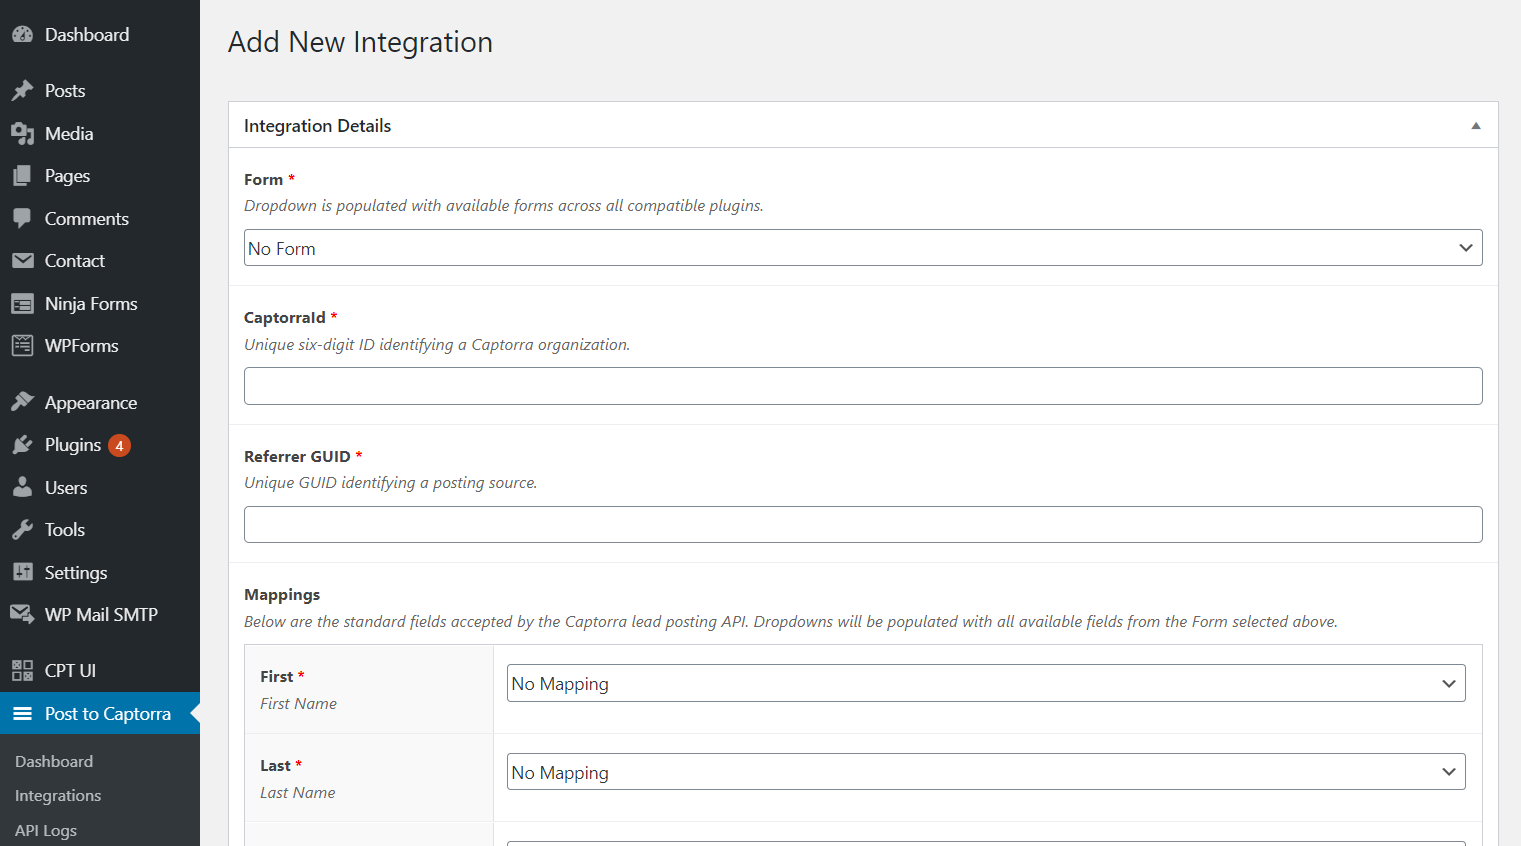 Dashboard
Posts
Media
Pages
Comments
Contact
Ninja Forms
WPForms
Appearance
Plugins 4
Users
Tools
Settings
WP Mail SMTP
CPT UI
Post to Captorra
Dashboard
Integrations
API Logs
Add New Integration
Integration Details
Form *
Dropdown is populated with available forms across all compatible plugins.
No Form
CaptorraId *
Unique six-digit ID identifying a Captorra organization.
Referrer GUID *
Unique GUID identifying a posting source.
Mappings
Below are the standard fields accepted by the Captorra lead posting API. Dropdowns will be populated with all available fields from the Form selected above.
First *
First Name
No Mapping
Last *
Last Name
No Mapping